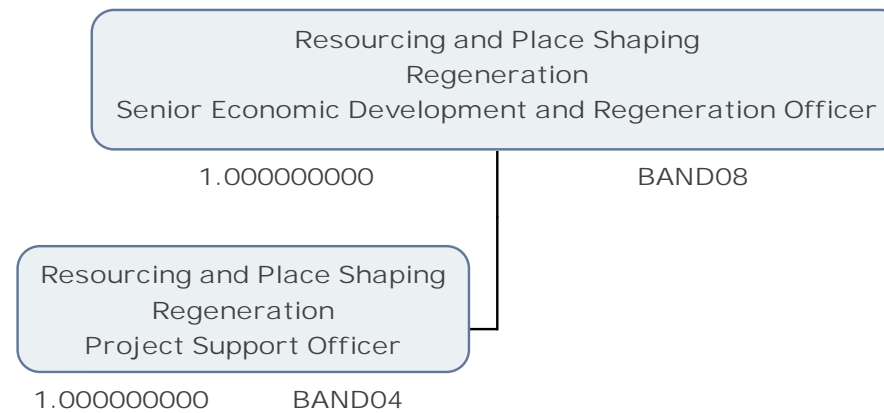 Resourcing and Place Shaping
Regeneration
Senior Economic Development and Regeneration Officer
1.000000000 BAND08
Resourcing and Place Shaping
Regeneration
Project Support Officer
1.000000000 BAND04